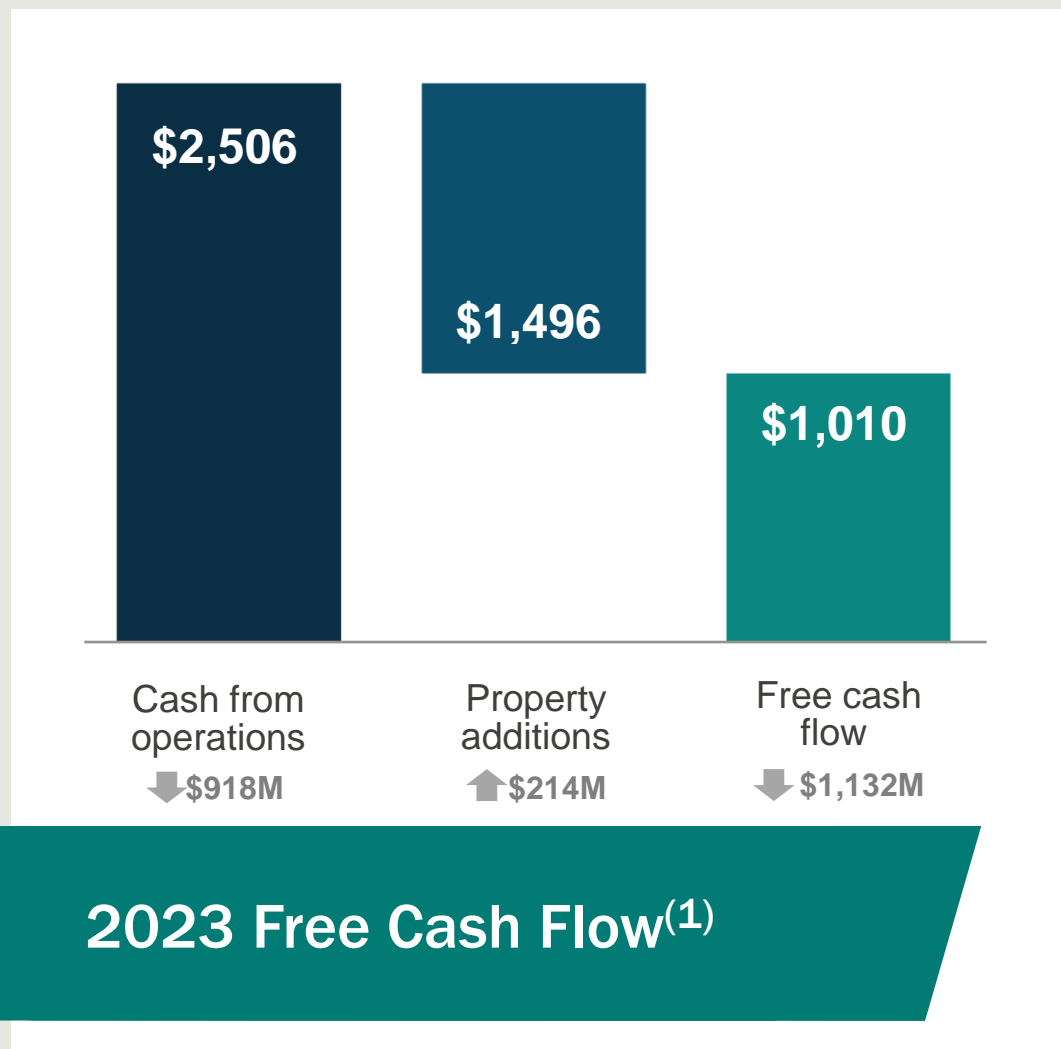 $2,506
$1,496
$1,010
Cash from
operations
$918M
Property
additions
$214M
Free cash
flow
$1,132M
2023 Free Cash Flow(1)